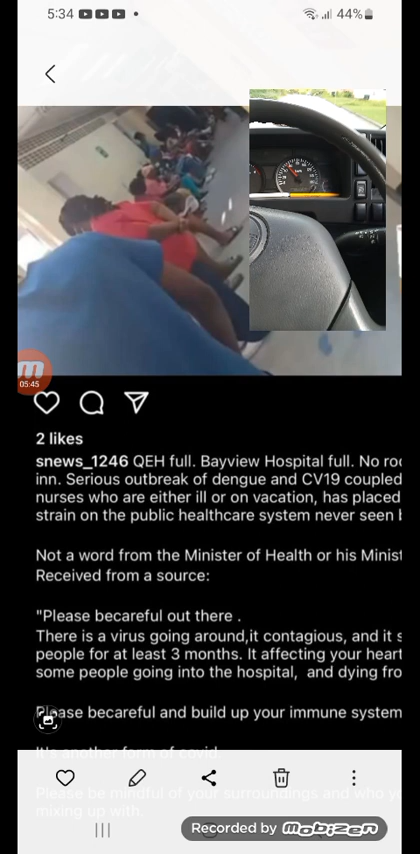 5:34
44%
05:45
2 likes
snews_1246 QEH full. Bayview Hospital full. No roo
inn. Serious outbreak of dengue and CV19 coupled
nurses who are either ill or on vacation, has placed
strain on the public healthcare system never seen b
Not a word from the Minister of Health or his Minist
Received from a source:
"Please becareful out there .
There is a virus going around,it contagious, and it s
people for at least 3 months. It affecting your heart
some people going into the hospital,  and dying fro
Please becareful and build up your immune system
It's another form of covid.
Please be mindful of your surroundings and who yo
mixing up with.
Recorded by mobizen